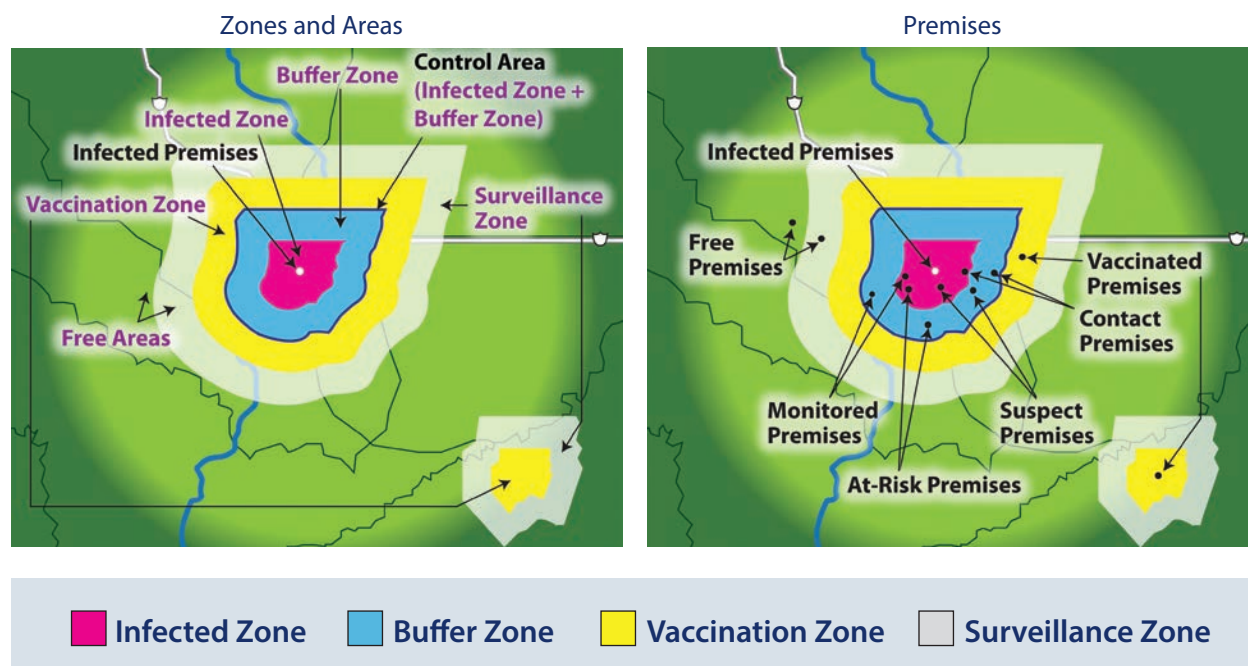 Zones and Areas
Buffer Zone
Control Area
(Infected Zone +
Buffer Zone)
Infected Zone
Infected Premises
Vaccination Zone
Surveillance
Zone
Free Areas
Premises
Infected Premises
Free
Premises
Vaccinated
Premises
Contact
Premises
Monitored
Premises
Suspect
Premises
At-Risk Premises
Infected Zone
Buffer Zone
Vaccination Zone
Surveillance Zone